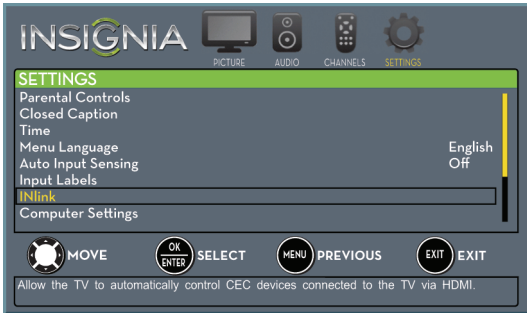 INSIGNIA
PICTURE AUDIO CHANNELS SETTINGS
SETTINGS
Parental Controls
Closed Caption
Time
Menu Language English
Auto Input Sensing Off
Input Labels
INlink
Computer Settings
MOVE OK ENTER SELECT MENU PREVIOUS EXIT EXIT
Allow the TV to automatically control CEC devices connected to the TV via HDMI.